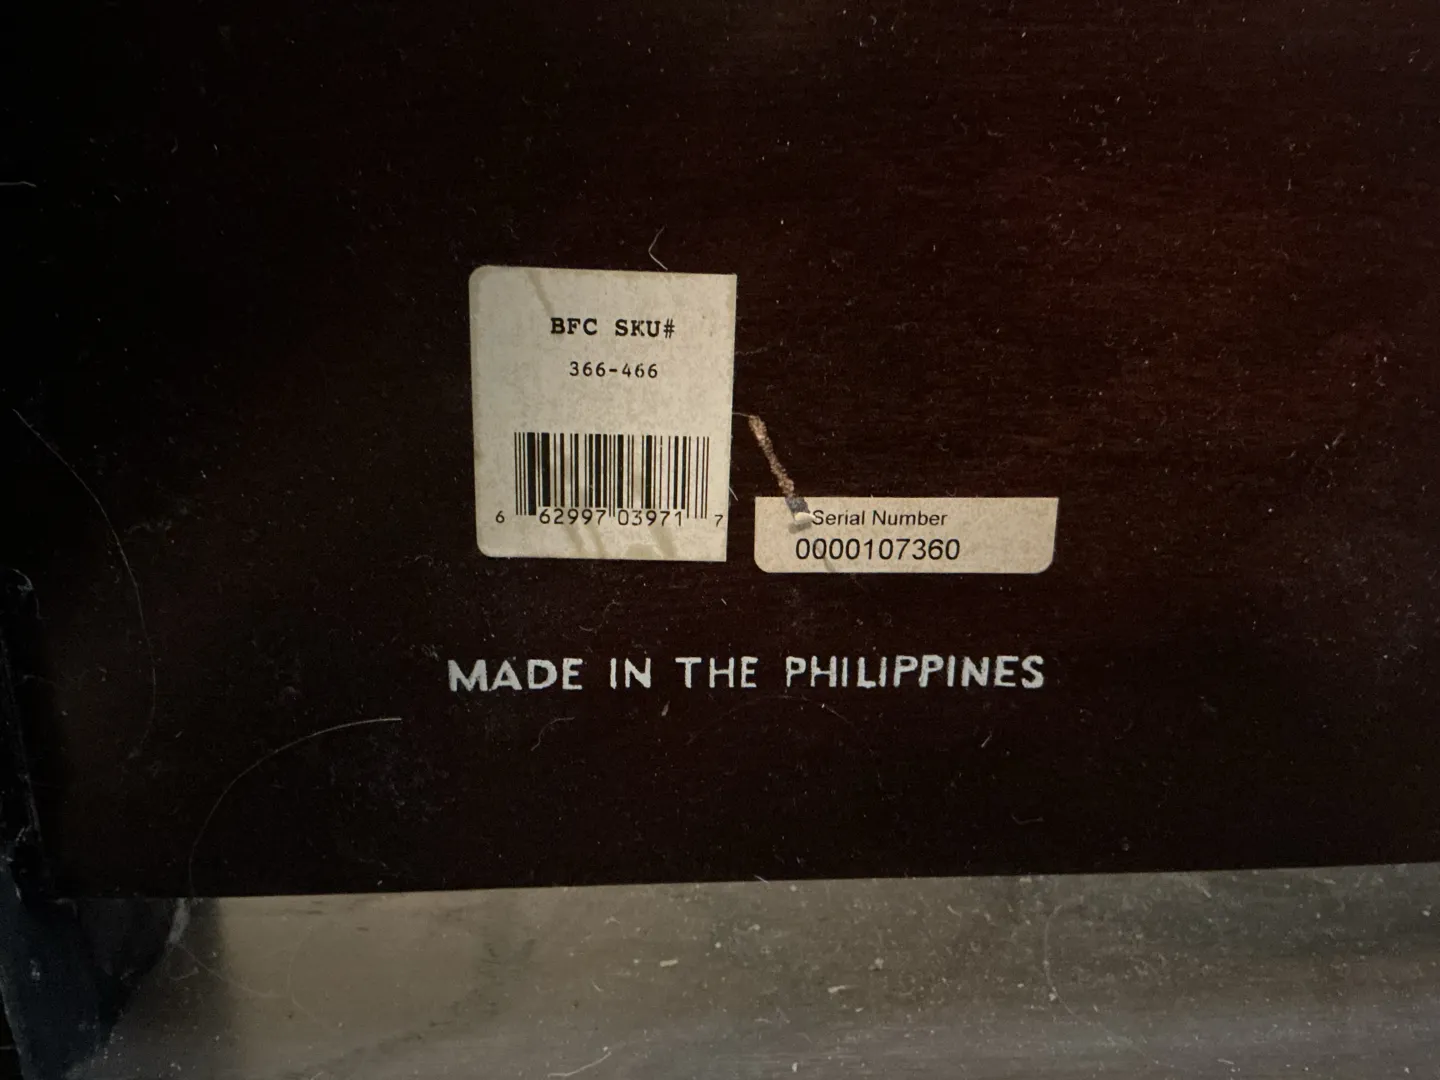 BFC SKU#
366-466
6 62997 03971 7
Serial Number
0000107360
MADE IN THE PHILIPPINES